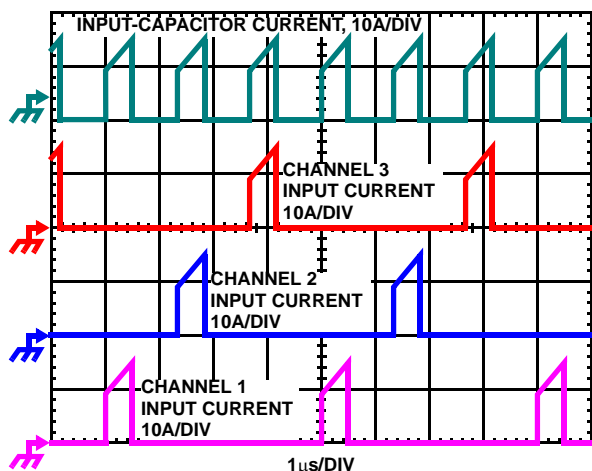 INPUT-CAPACITOR CURRENT, 10A/DIV
CHANNEL 3
INPUT CURRENT
10A/DIV
CHANNEL 2
INPUT CURRENT
10A/DIV
CHANNEL 1
INPUT CURRENT
10A/DIV
1μs/DIV